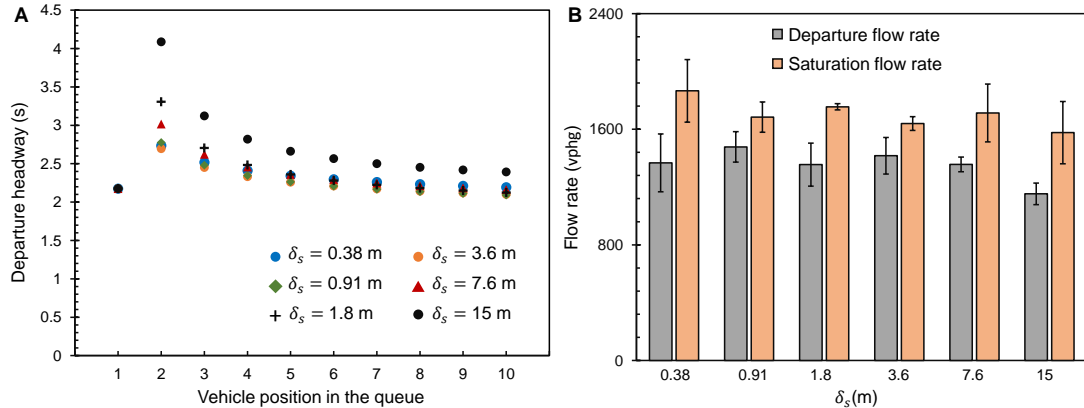 A
Departure headway (s)
4.5
4
3.5
3
2.5
2
1.5
1
0.5
0
δₛ = 0.38 m
δₛ = 3.6 m
δₛ = 0.91 m
δₛ = 7.6 m
δₛ = 1.8 m
δₛ = 15 m
1 2 3 4 5 6 7 8 9 10
Vehicle position in the queue
B
Flow rate (vphg)
2400
1600
800
0
Departure flow rate
Saturation flow rate
0.38 0.91 1.8 3.6 7.6 15
δₛ(m)